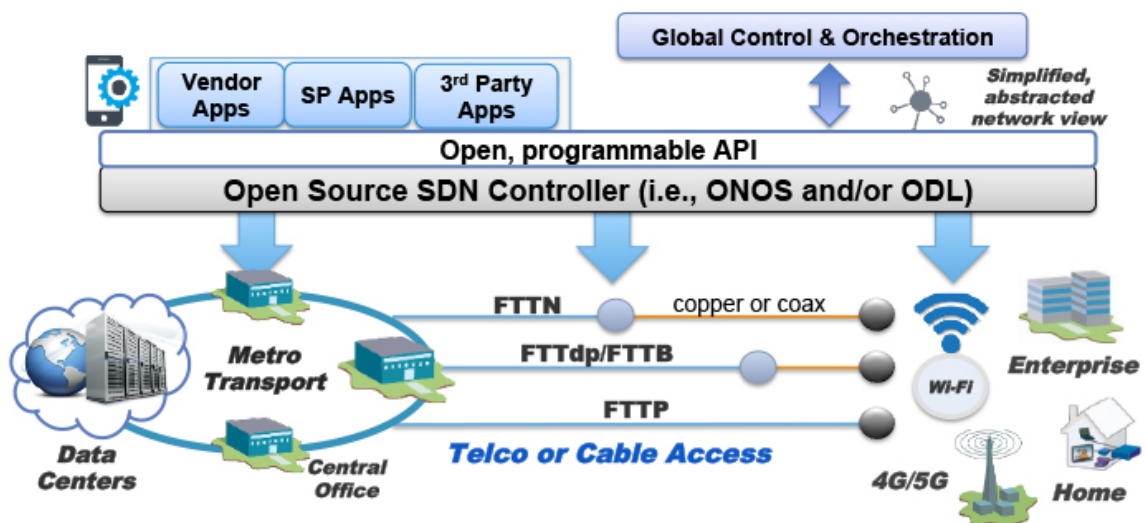 Global Control & Orchestration
Vendor
Apps
SP Apps
3rd Party
Apps
Simplified,
abstracted
network view
Open, programmable API
Open Source SDN Controller (i.e., ONOS and/or ODL)
FTTN
copper or coax
Metro
Transport
FTTdp/FTTB
Enterprise
Wi-Fi
FTTP
Data
Centers
Central
Office
Telco or Cable Access
4G/5G
Home